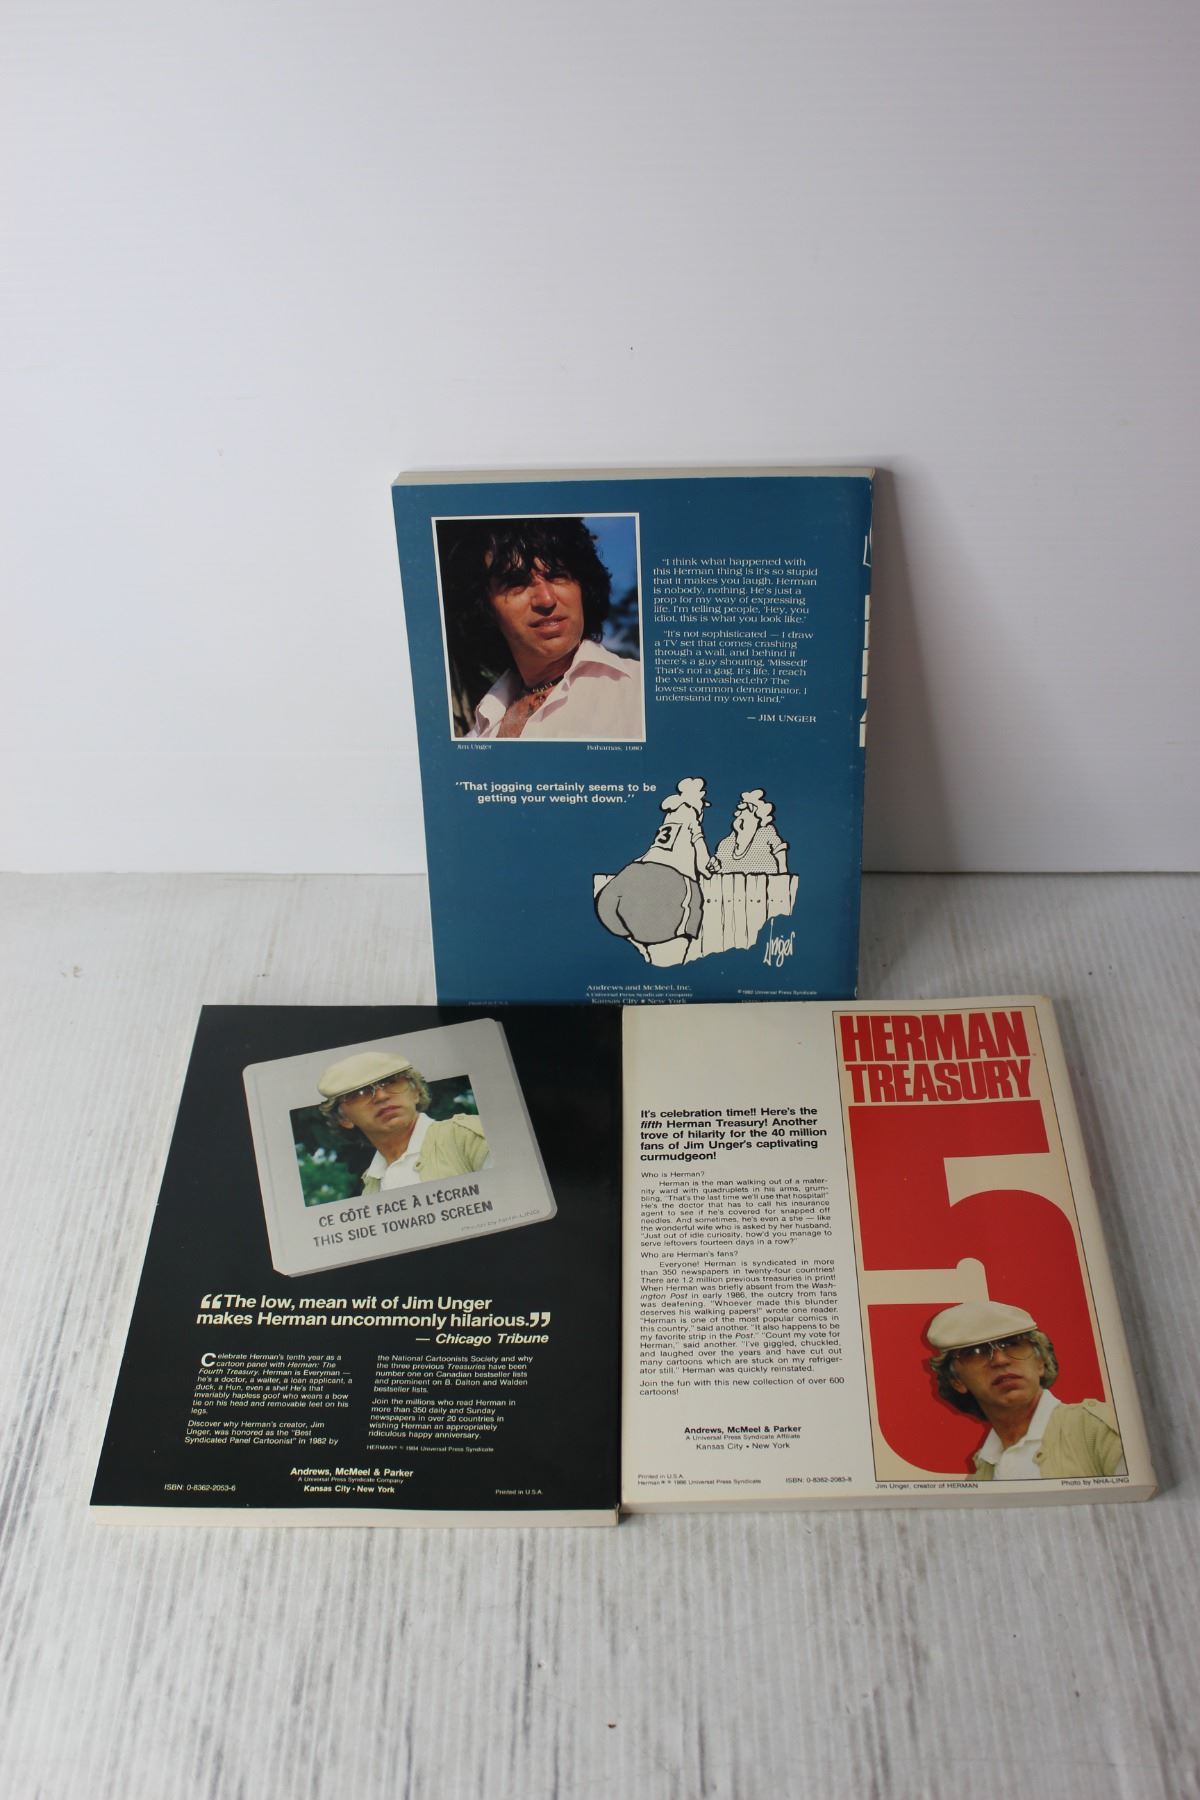 "I think what happened with
this Herman thing is it's so stupid
that it makes you laugh. Herman
is nobody, nothing. He's just a
prop for my way of expressing
life. I'm telling people, 'Hey, you
idiot, this is what you look like.'
"It's not sophisticated — I draw
a TV set that comes crashing
through a wall, and behind it
there's a guy shouting, 'Missed!'
That's not a gag. It's life. I reach
the vast unwashed,eh? The
lowest common denominator. I
understand my own kind."
— JIM UNGER
Jim Unger Bahamas, 1980
"That jogging certainly seems to be
getting your weight down."
3
Unger
Andrews and McMeel, Inc.
A Universal Press Syndicate Company
Kansas City • New York
© 1982 Universal Press Syndicate
Printed in U.S.A.
CE CÔTÉ FACE À L'ÉCRAN
THIS SIDE TOWARD SCREEN
Photo by NHA-LING
"The low, mean wit of Jim Unger
makes Herman uncommonly hilarious."
— Chicago Tribune
Celebrate Herman's tenth year as a
cartoon panel with Herman: The
Fourth Treasury. Herman is Everyman —
he's a doctor, a waiter, a loan applicant, a
duck, a Hun, even a she! He's that
invariably hapless goof who wears a bow
tie on his head and removable feet on his
legs.
Discover why Herman's creator, Jim
Unger, was honored as the "Best
Syndicated Panel Cartoonist" in 1982 by
the National Cartoonists Society and why
the three previous Treasuries have been
number one on Canadian bestseller lists
and prominent on B. Dalton and Walden
bestseller lists.
Join the millions who read Herman in
more than 350 daily and Sunday
newspapers in over 20 countries in
wishing Herman an appropriately
ridiculous happy anniversary.
HERMAN® © 1984 Universal Press Syndicate
Andrews, McMeel & Parker
A Universal Press Syndicate Company
Kansas City • New York
ISBN: 0-8362-2053-6
Printed in U.S.A.
It's celebration time!! Here's the
fifth Herman Treasury! Another
trove of hilarity for the 40 million
fans of Jim Unger's captivating
curmudgeon!
Who is Herman?
Herman is the man walking out of a mater-
nity ward with quadruplets in his arms, grum-
bling, "That's the last time we'll use that hospital!"
He's the doctor that has to call his insurance
agent to see if he's covered for snapped off
needles. And sometimes, he's even a she — like
the wonderful wife who is asked by her husband,
"Just out of idle curiosity, how'd you manage to
serve leftovers fourteen days in a row?"
Who are Herman's fans?
Everyone! Herman is syndicated in more
than 350 newspapers in twenty-four countries!
There are 1.2 million previous treasuries in print!
When Herman was briefly absent from the Wash-
ington Post in early 1986, the outcry from fans
was deafening. "Whoever made this blunder
deserves his walking papers!" wrote one reader.
"Herman is one of the most popular comics in
this country," said another. "It also happens to be
my favorite strip in the Post." "Count my vote for
Herman," said another. "I've giggled, chuckled,
and laughed over the years and have cut out
many cartoons which are stuck on my refriger-
ator still." Herman was quickly reinstated.
Join the fun with this new collection of over 600
cartoons!
Andrews, McMeel & Parker
A Universal Press Syndicate Affiliate
Kansas City • New York
Printed in U.S.A.
Herman® © 1986 Universal Press Syndicate
ISBN: 0-8362-2083-8
HERMAN
TREASURY
5
Jim Unger, creator of HERMAN Photo by NHA-LING